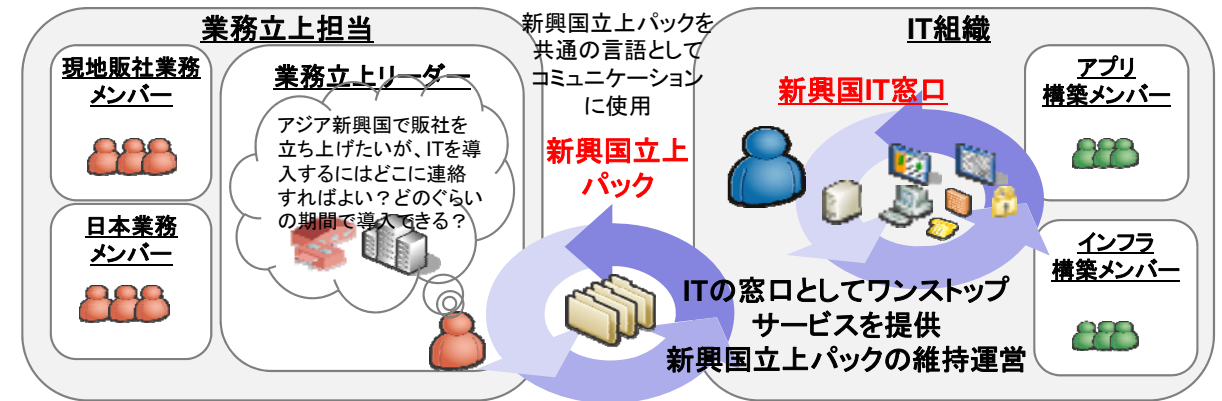 業務立上担当
現地販社業務
メンバー
日本業務
メンバー
業務立上リーダー
アジア新興国で販社を
立ち上げたいが、ITを導
入するにはどこに連絡
すればよい？どのぐらい
の期間で導入できる？
新興国立上パックを
共通の言語として
コミュニケーション
に使用
新興国立上
パック
IT組織
新興国IT窓口
ITの窓口としてワンストップ
サービスを提供
新興国立上パックの維持運営
アプリ
構築メンバー
インフラ
構築メンバー